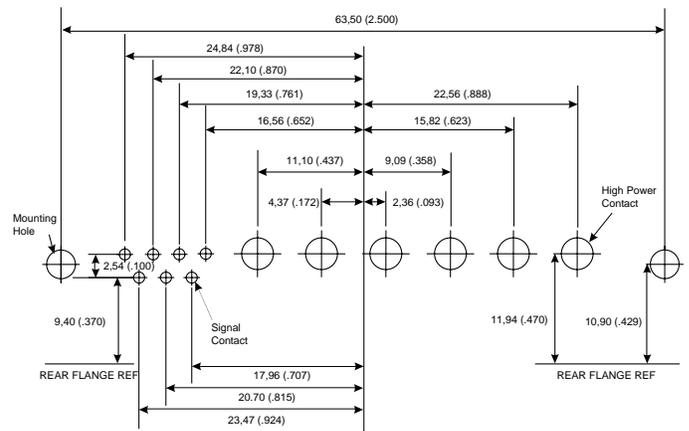 63,50 (2.500)
24,84 (.978)
22,10 (.870)
19,33 (.761)
22,56 (.888)
16,56 (.652)
15,82 (.623)
11,10 (.437)
9,09 (.358)
4,37 (.172)
2,36 (.093)
High Power
Contact
Mounting
Hole
2,54 (.100)
9,40 (.370)
Signal
Contact
11,94 (.470)
10,90 (.429)
REAR FLANGE REF
REAR FLANGE REF
17,96 (.707)
20.70 (.815)
23,47 (.924)